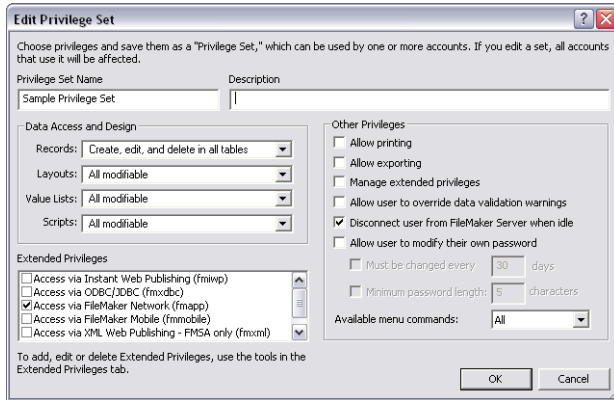 Edit Privilege Set
Choose privileges and save them as a "Privilege Set," which can be used by one or more accounts. If you edit a set, all accounts
that use it will be affected.
Privilege Set Name
Description
Sample Privilege Set
Data Access and Design
Records: Create, edit, and delete in all tables
Layouts: All modifiable
Value Lists: All modifiable
Scripts: All modifiable
Extended Privileges
Access via Instant Web Publishing (fmiwp)
Access via ODBC/JDBC (fmxdbc)
Access via FileMaker Network (fmapp)
Access via FileMaker Mobile (fmmobile)
Access via XML Web Publishing - FMSA only (fmxml)
To add, edit or delete Extended Privileges, use the tools in the
Extended Privileges tab.
Other Privileges
Allow printing
Allow exporting
Manage extended privileges
Allow user to override data validation warnings
Disconnect user from FileMaker Server when idle
Allow user to modify their own password
Must be changed every 30 days
Minimum password length: 5 characters
Available menu commands: All
OK Cancel